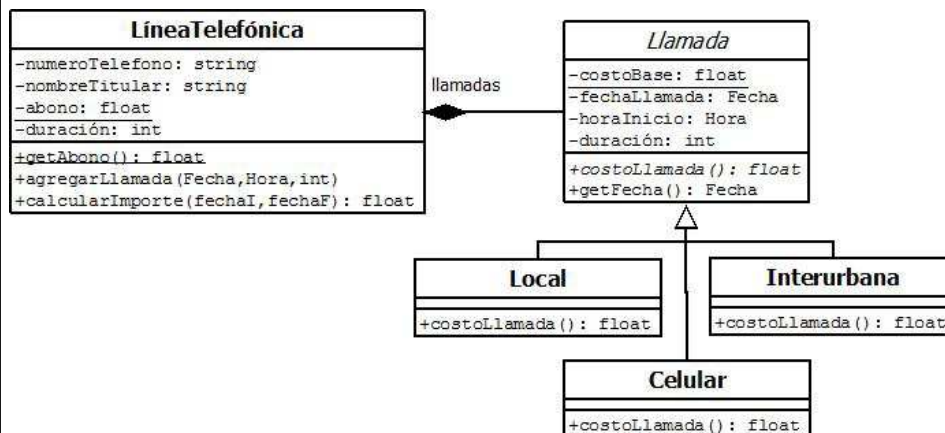 LíneaTelefónica
-numeroTelefono: string
-nombreTitular: string
-abono: float
-duración: int
+getAbono(): float
+agregarLlamada(Fecha,Hora,int)
+calcularImporte(fechaI,fechaF): float
llamadas
Llamada
-costoBase: float
-fechaLlamada: Fecha
-horaInicio: Hora
-duración: int
+costoLlamada(): float
+getFecha(): Fecha
Local
+costoLlamada(): float
Interurbana
+costoLlamada(): float
Celular
+costoLlamada(): float